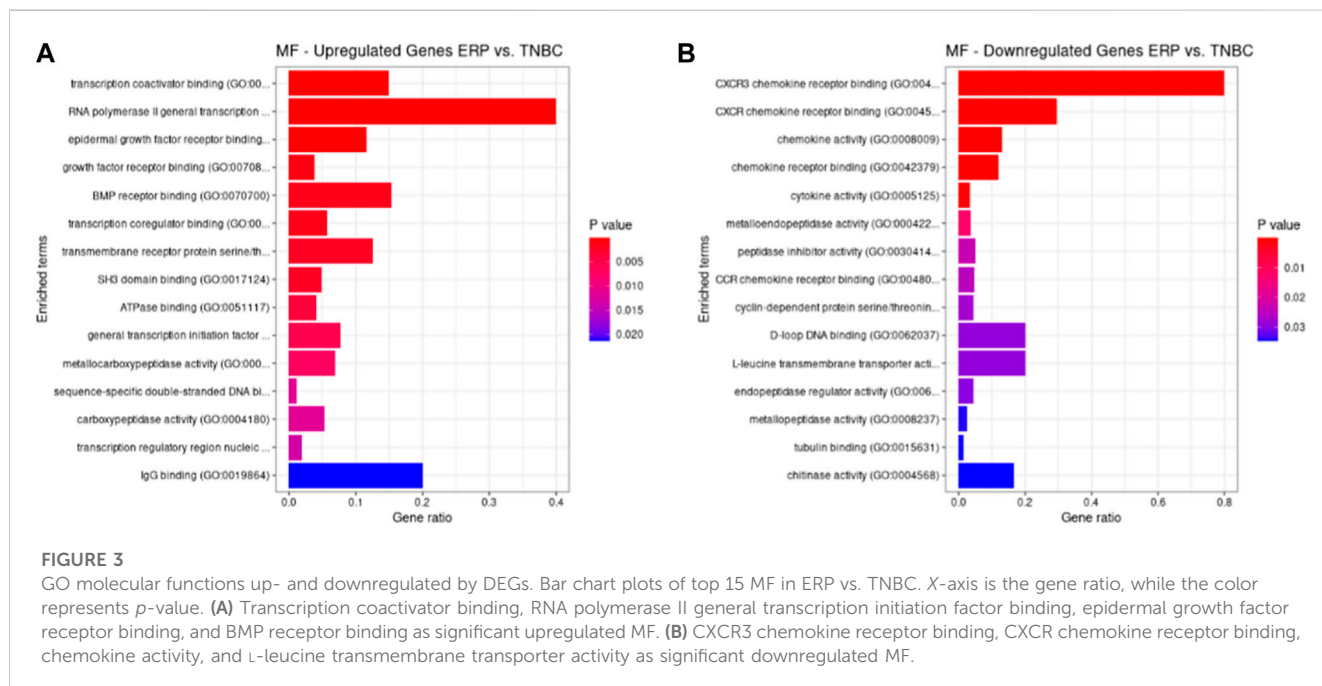 A
MF - Upregulated Genes ERP vs. TNBC
transcription coactivator binding (GO:00...
RNA polymerase II general transcription ...
epidermal growth factor receptor binding...
growth factor receptor binding (GO:00708...
BMP receptor binding (GO:0070700)
transcription coregulator binding (GO:00...
transmembrane receptor protein serine/th...
SH3 domain binding (GO:0017124)
ATPase binding (GO:0051117)
general transcription initiation factor ...
metallocarboxypeptidase activity (GO:000...
sequence-specific double-stranded DNA bi...
carboxypeptidase activity (GO:0004180)
transcription regulatory region nucleic ...
IgG binding (GO:0019864)
Enriched terms
0.0 0.1 0.2 0.3 0.4
Gene ratio
P value
0.005
0.010
0.015
0.020
B
MF - Downregulated Genes ERP vs. TNBC
CXCR3 chemokine receptor binding (GO:004...
CXCR chemokine receptor binding (GO:0045...
chemokine activity (GO:0008009)
chemokine receptor binding (GO:0042379)
cytokine activity (GO:0005125)
metalloendopeptidase activity (GO:000422...
peptidase inhibitor activity (GO:0030414...
CCR chemokine receptor binding (GO:00480...
cyclin-dependent protein serine/threonin...
D-loop DNA binding (GO:0062037)
L-leucine transmembrane transporter acti...
endopeptidase regulator activity (GO:006...
metallopeptidase activity (GO:0008237)
tubulin binding (GO:0015631)
chitinase activity (GO:0004568)
Enriched terms
0.0 0.2 0.4 0.6 0.8
Gene ratio
P value
0.01
0.02
0.03
FIGURE 3
GO molecular functions up- and downregulated by DEGs. Bar chart plots of top 15 MF in ERP vs. TNBC. X-axis is the gene ratio, while the color
represents p-value. (A) Transcription coactivator binding, RNA polymerase II general transcription initiation factor binding, epidermal growth factor
receptor binding, and BMP receptor binding as significant upregulated MF. (B) CXCR3 chemokine receptor binding, CXCR chemokine receptor binding,
chemokine activity, and L-leucine transmembrane transporter activity as significant downregulated MF.